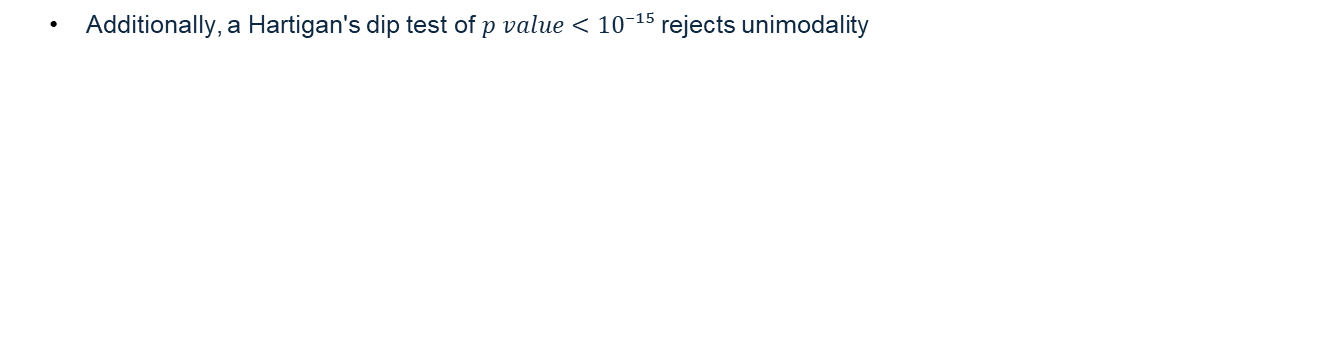 • Additionally, a Hartigan's dip test of p value < 10⁻¹⁵ rejects unimodality